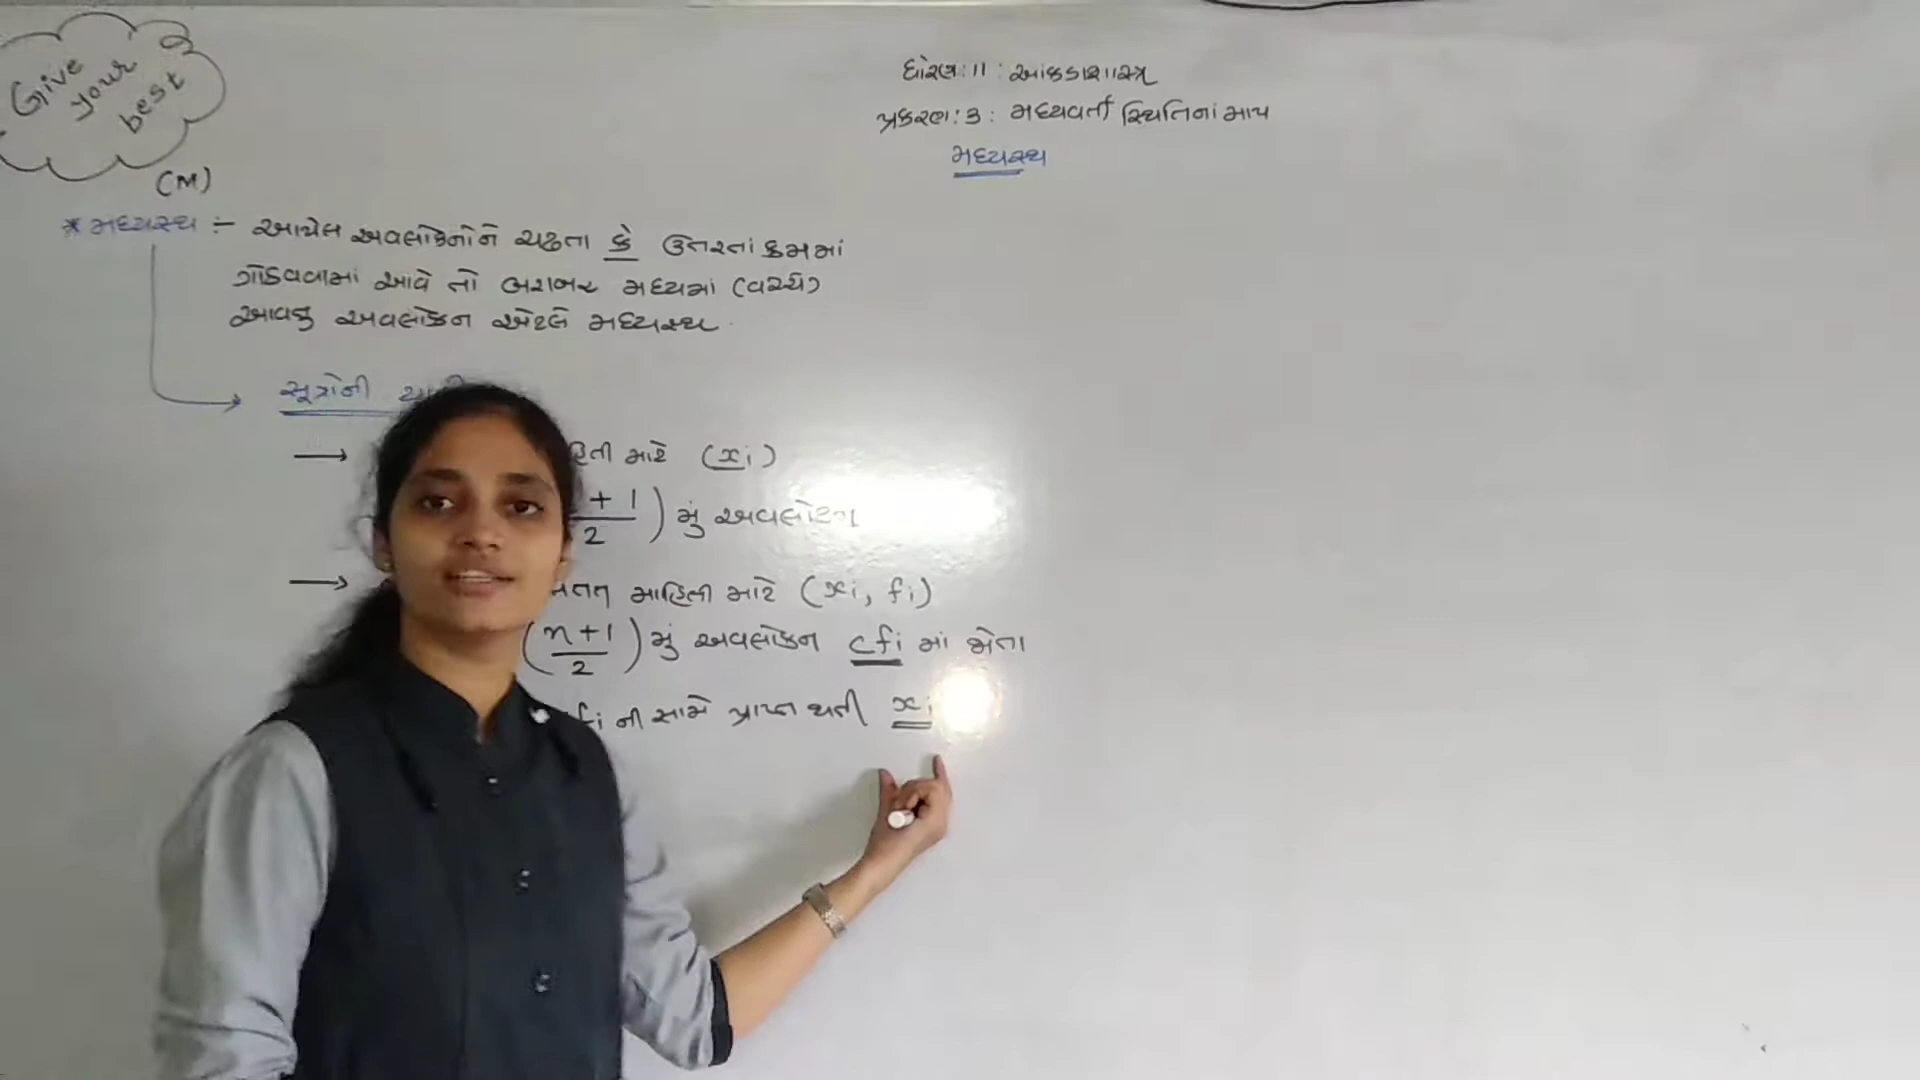 Give
your
best
ધોરણ : 11 : આંકડાશાસ્ત્ર
પ્રકરણ : 3 : મધ્યવર્તી સ્થિતિનાં માપ
મધ્યસ્થ
(M)
* મધ્યસ્થ :- આપેલ અવલોકનોને ચઢતા કે ઉતરતાં ક્રમમાં
ગોઠવવામાં આવે તો બરાબર મધ્યમાં (વચ્ચે)
આવતુ અવલોકન એટલે મધ્યસ્થ.
સૂત્રોની
→ માટે (xi)
+ 1 / 2 ) મું અવલોકન
→ માહિતી માટે (xi, fi)
(n+1 / 2) મું અવલોકન cfi માં જોતા
fi ની સામે પ્રાપ્ત થતી xi